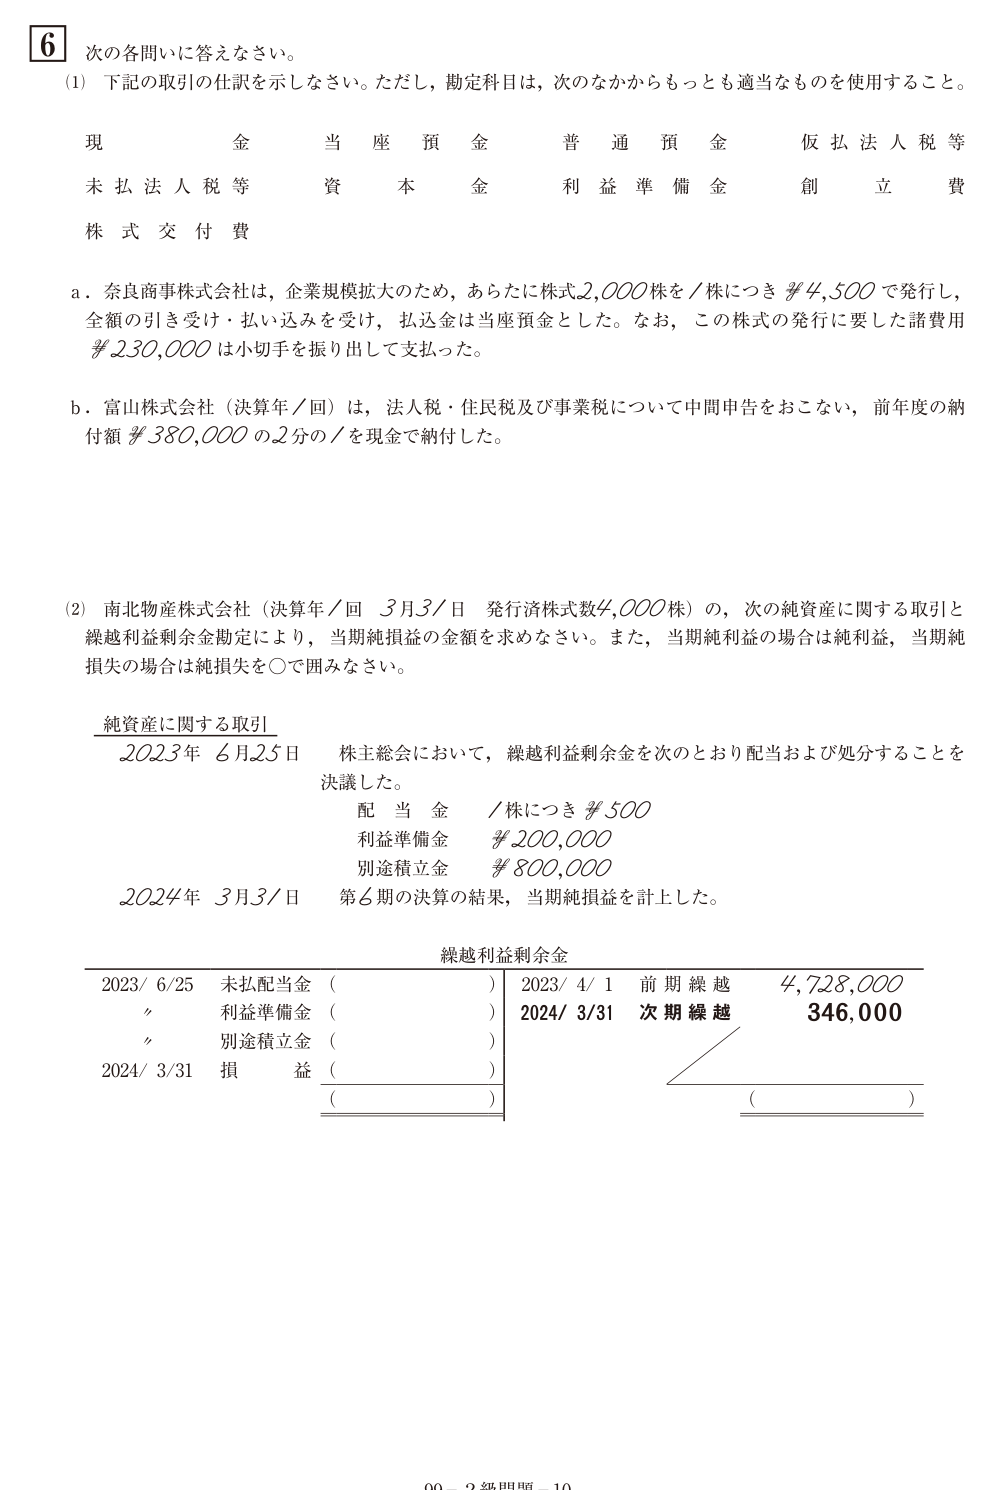 6 次の各問いに答えなさい。
⑴ 下記の取引の仕訳を示しなさい。ただし，勘定科目は，次のなかからもっとも適当なものを使用すること。
現金 当座預金 普通預金 仮払法人税等
未払法人税等 資本金 利益準備金 創立費
株式交付費
a．奈良商事株式会社は，企業規模拡大のため，あらたに株式2,000株を1株につき ¥4,500 で発行し，
全額の引き受け・払い込みを受け，払込金は当座預金とした。なお，この株式の発行に要した諸費用
¥230,000 は小切手を振り出して支払った。
b．富山株式会社（決算年1回）は，法人税・住民税及び事業税について中間申告をおこない，前年度の納
付額 ¥380,000 の2分の1を現金で納付した。
⑵ 南北物産株式会社（決算年1回 3月31日 発行済株式数4,000株）の，次の純資産に関する取引と
繰越利益剰余金勘定により，当期純損益の金額を求めなさい。また，当期純利益の場合は純利益，当期純
損失の場合は純損失を○で囲みなさい。
純資産に関する取引
2023年 6月25日 株主総会において，繰越利益剰余金を次のとおり配当および処分することを
決議した。
配当金 1株につき ¥500
利益準備金 ¥200,000
別途積立金 ¥800,000
2024年 3月31日 第6期の決算の結果，当期純損益を計上した。
繰越利益剰余金
2023/ 6/25 未払配当金 ( ) 2023/ 4/ 1 前期繰越 4,728,000
〃 利益準備金 ( ) 2024/ 3/31 次期繰越 346,000
〃 別途積立金 ( )
2024/ 3/31 損益 ( )
( ) ( )
99－2級問題－10